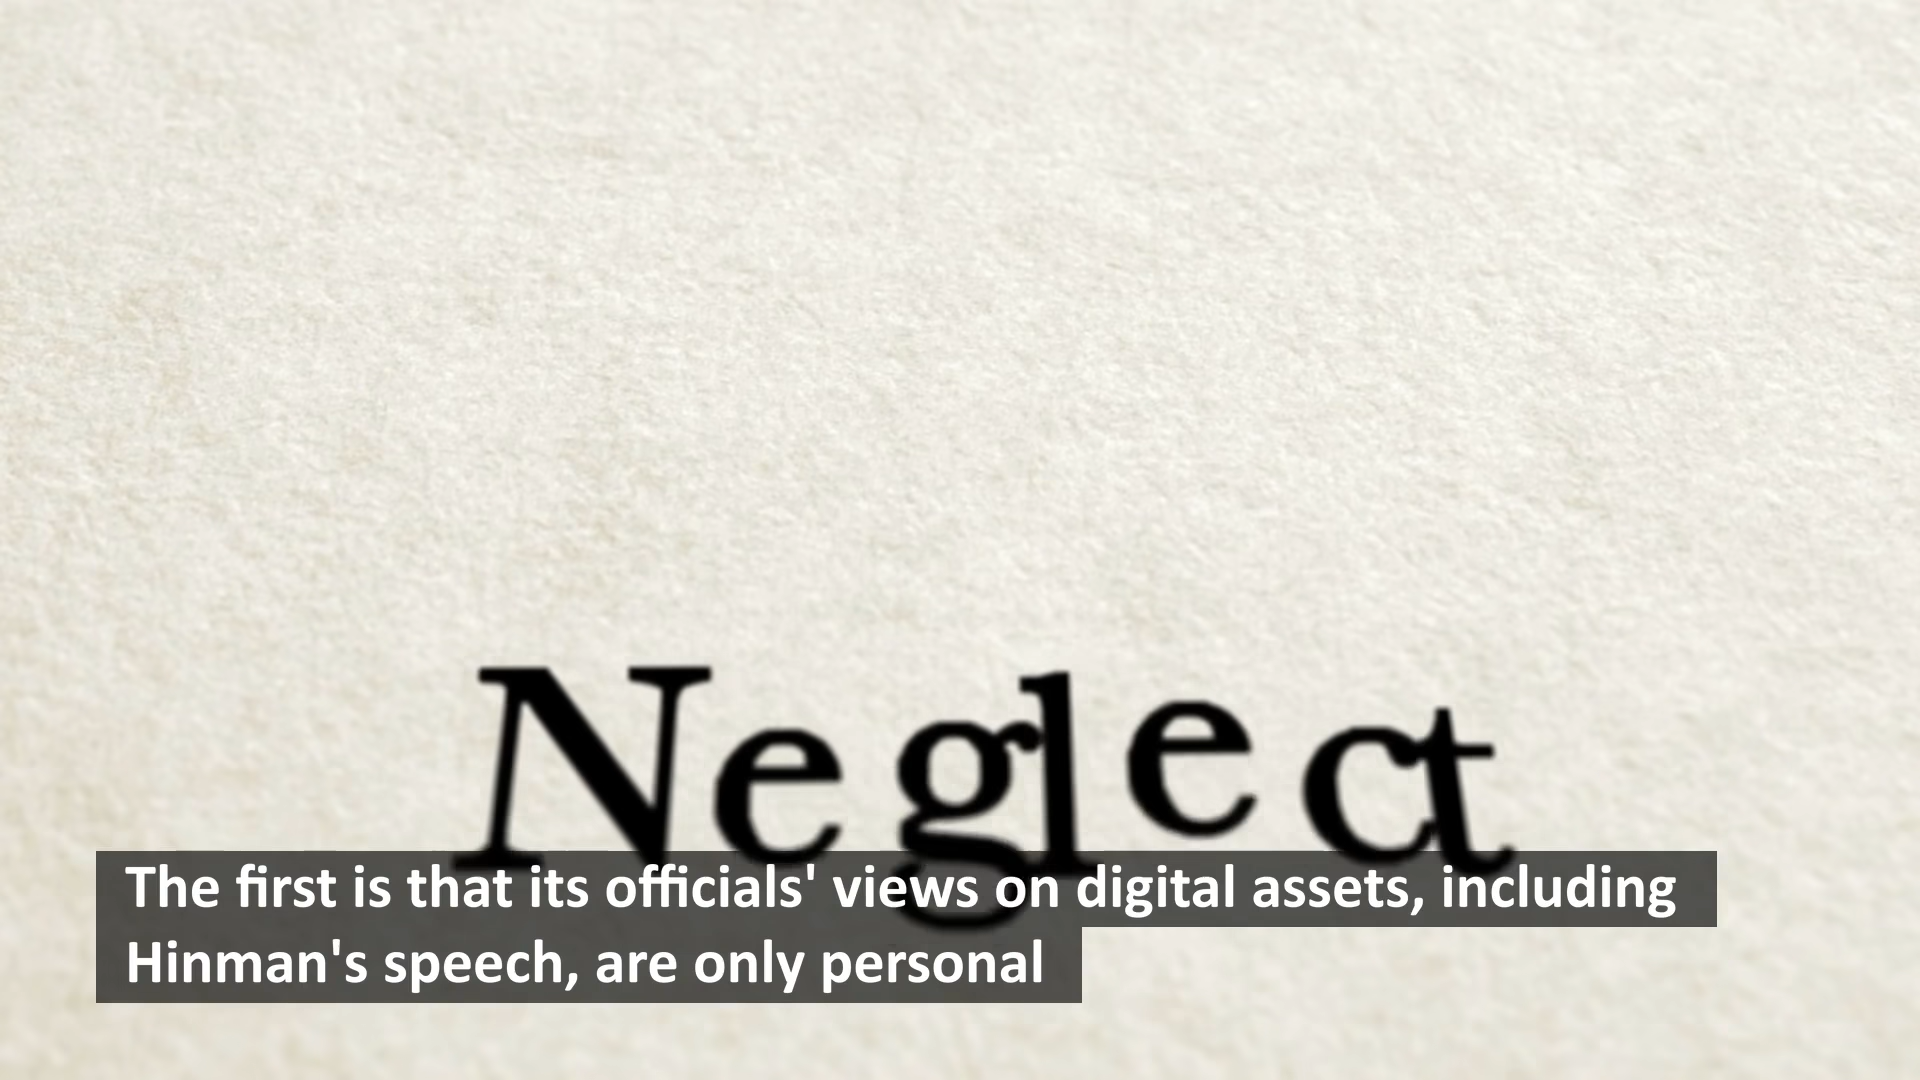 Neglect
The first is that its officials' views on digital assets, including
Hinman's speech, are only personal